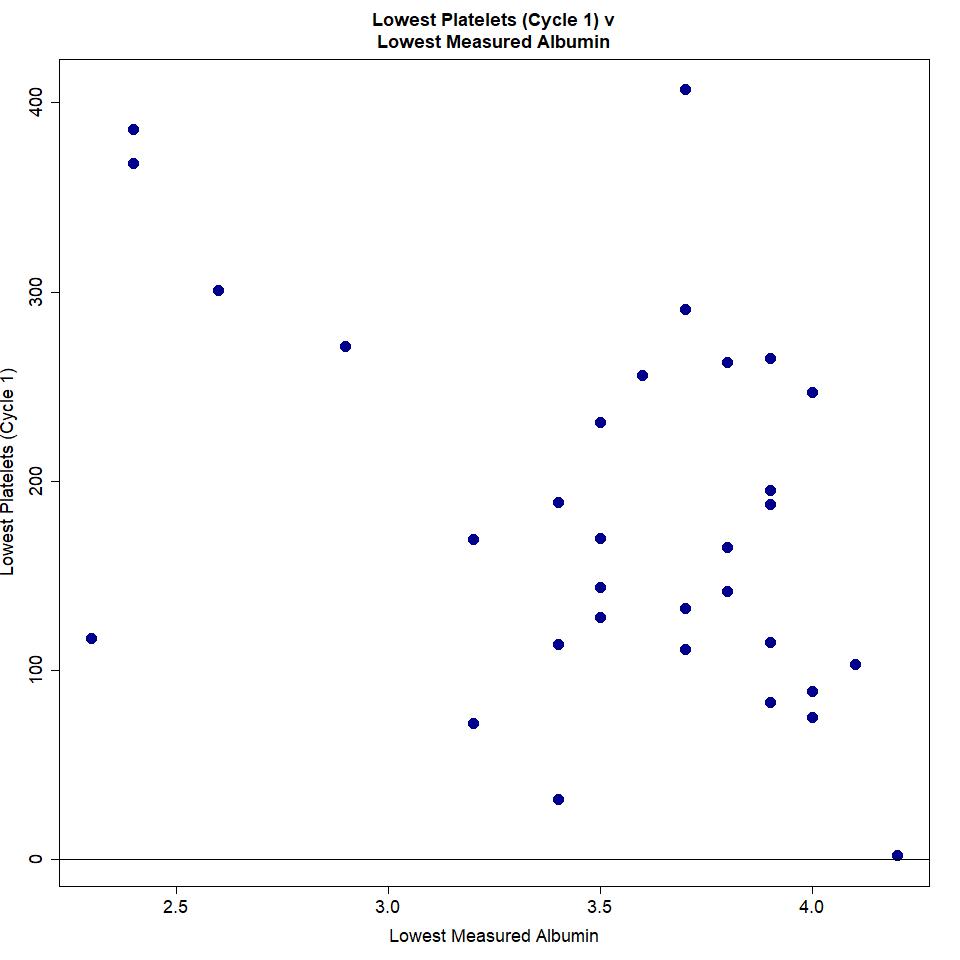 Lowest Platelets (Cycle 1) v
Lowest Measured Albumin
400
300
200
100
0
Lowest Platelets (Cycle 1)
2.5 3.0 3.5 4.0
Lowest Measured Albumin